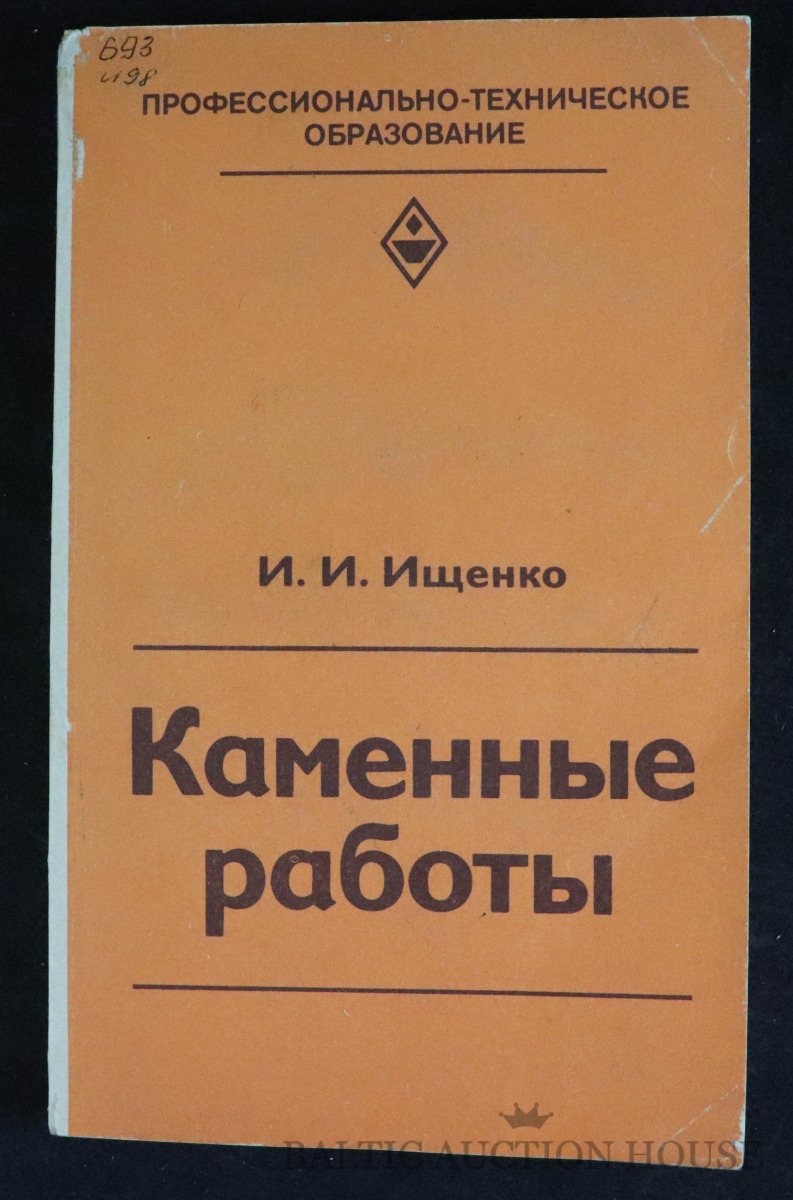 693
и98
ПРОФЕССИОНАЛЬНО-ТЕХНИЧЕСКОЕ
ОБРАЗОВАНИЕ
И. И. Ищенко
Каменные
работы
BALTIC AUCTION HOUSE